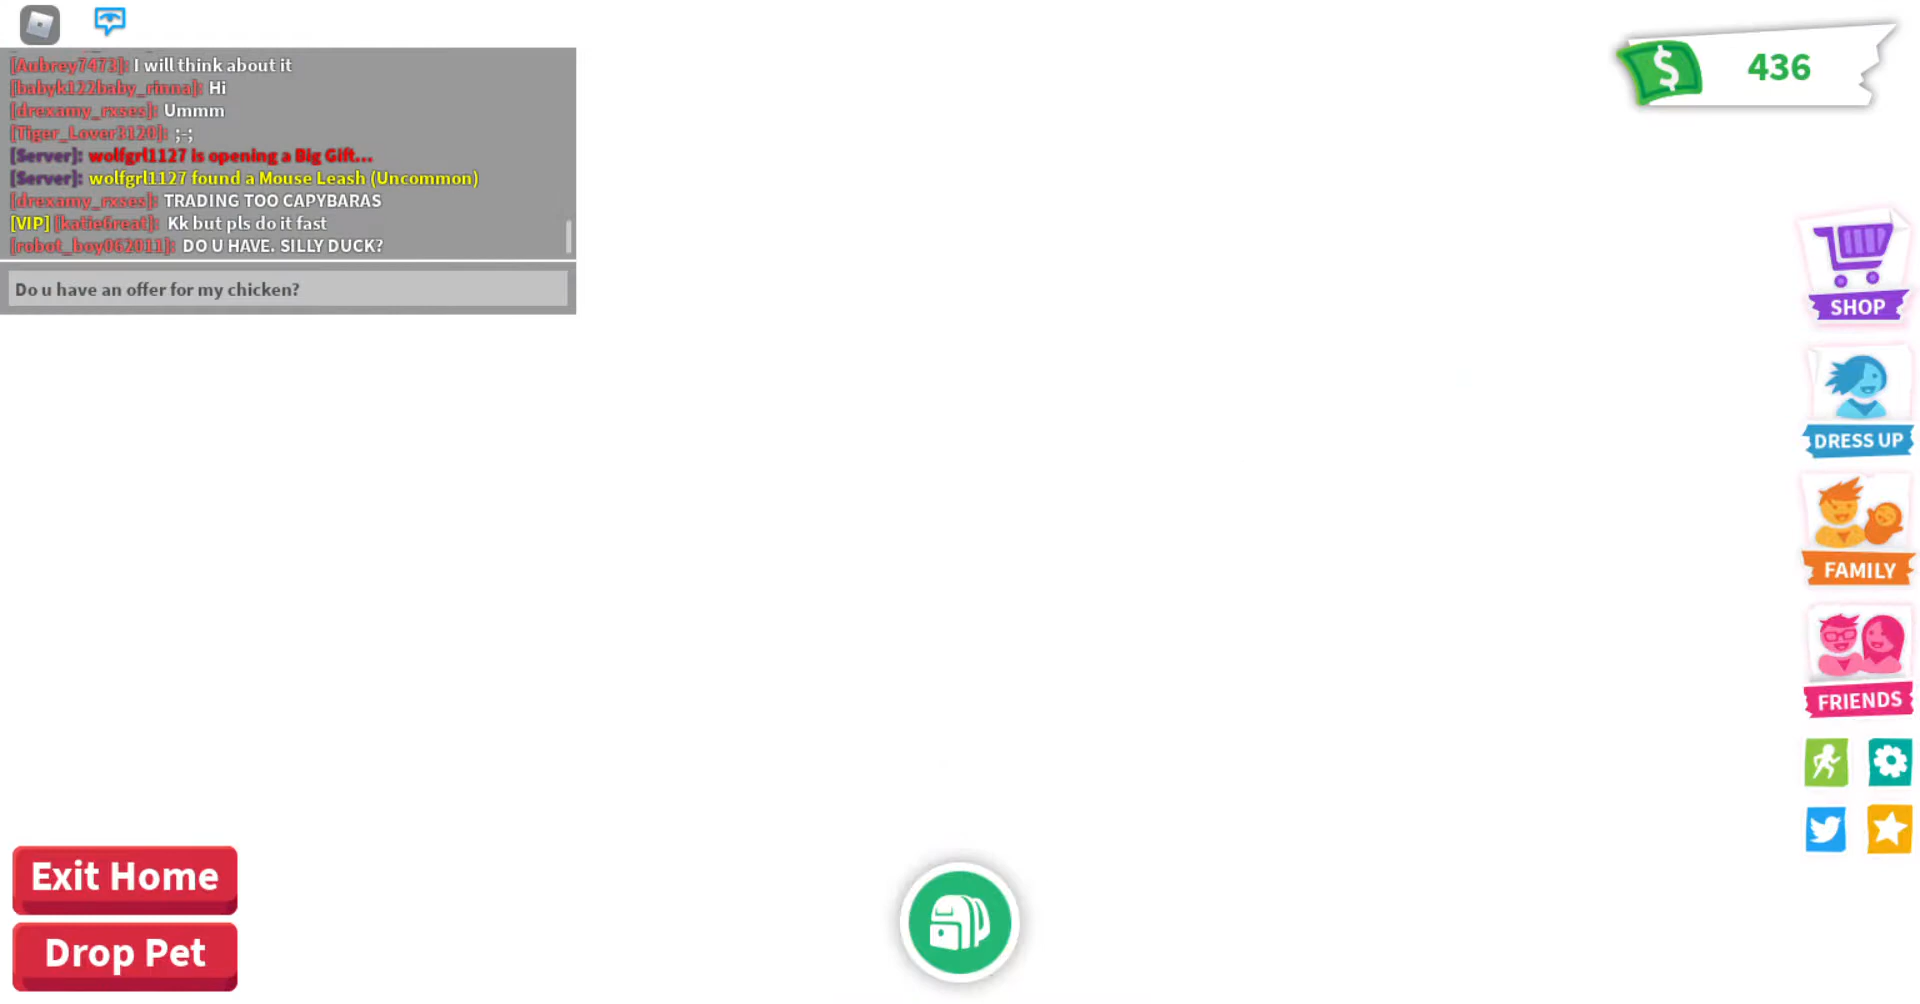 [Aubrey7473]: I will think about it
[babyk122baby_rinna]: Hi
[drexamy_rxses]: Ummm
[Tiger_Lover3120]: ;-;
[Server]: wolfgrl1127 is opening a Big Gift...
[Server]: wolfgrl1127 found a Mouse Leash (Uncommon)
[drexamy_rxses]: TRADING TOO CAPYBARAS
[VIP] [katie6reat]: Kk but pls do it fast
[robot_boy062011]: DO U HAVE. SILLY DUCK?
Do u have an offer for my chicken?
$ 436
SHOP
DRESS UP
FAMILY
FRIENDS
Exit Home
Drop Pet